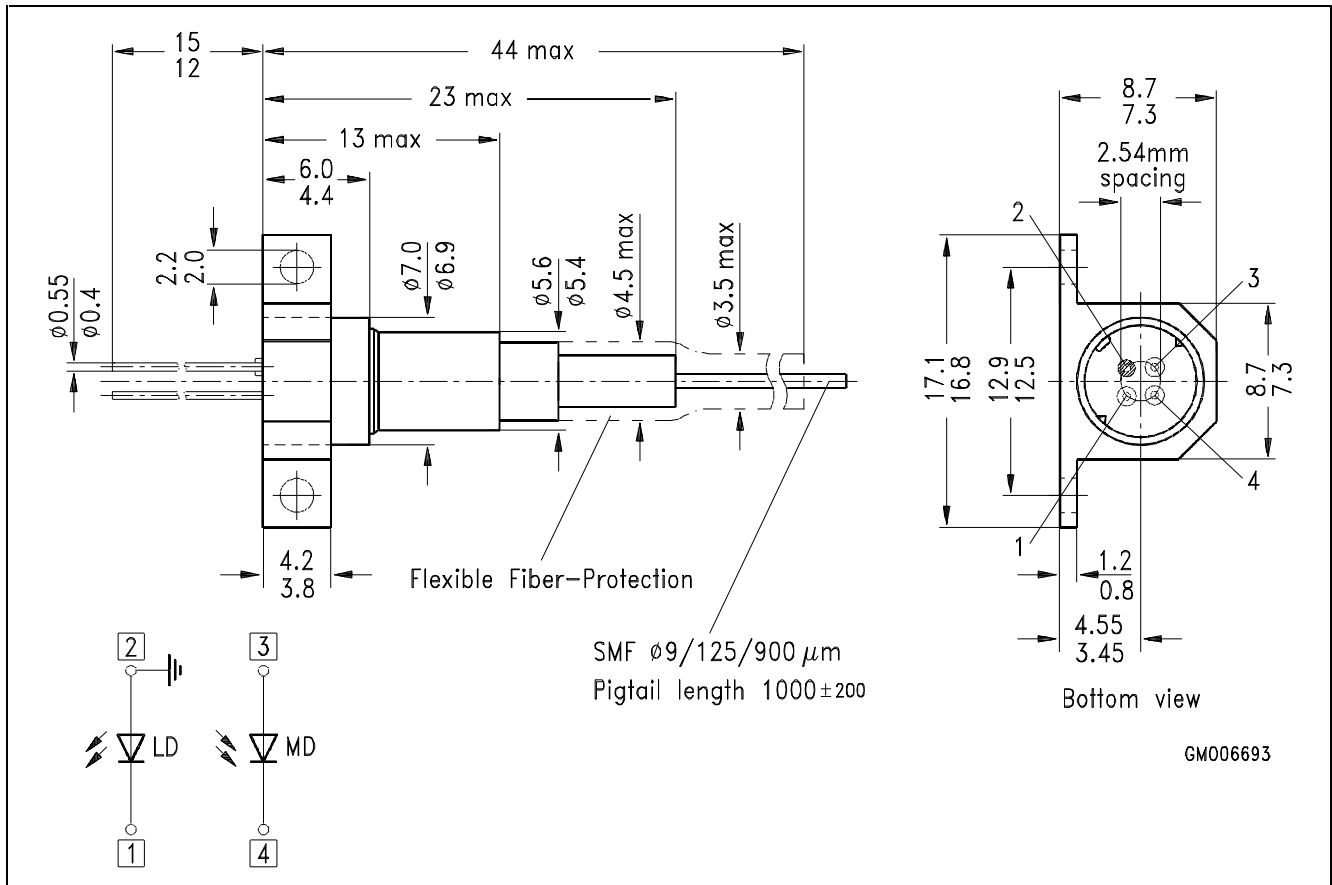 15
12
44 max
23 max
13 max
6.0
4.4
2.2
2.0
ø0.55
ø0.4
ø7.0
ø6.9
ø5.6
ø5.4
ø4.5 max
ø3.5 max
4.2
3.8
Flexible Fiber-Protection
SMF ø9/125/900 µm
Pigtail length 1000±200
8.7
7.3
2.54mm
spacing
2
3
17.1
16.8
12.9
12.5
8.7
7.3
1
4
1.2
0.8
4.55
3.45
Bottom view
GM006693
2
3
LD
MD
1
4